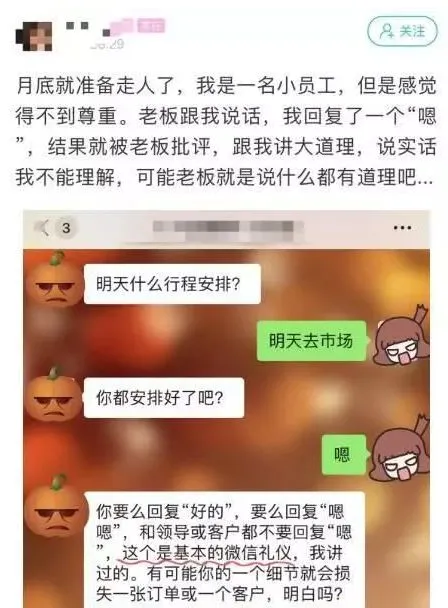 08:29
关注
月底就准备走人了，我是一名小员工，但是感觉
得不到尊重。老板跟我说话，我回复了一个“嗯
”，结果就被老板批评，跟我讲大道理，说实话
我不能理解，可能老板就是说什么都有道理吧...
3
明天什么行程安排？
明天去市场
你都安排好了吧？
嗯
你要么回复“好的”，要么回复“嗯
嗯”，和领导或客户都不要回复“嗯
”，这个是基本的微信礼仪，我讲
过的。有可能你的一个细节就会损
失一张订单或一个客户，明白吗？